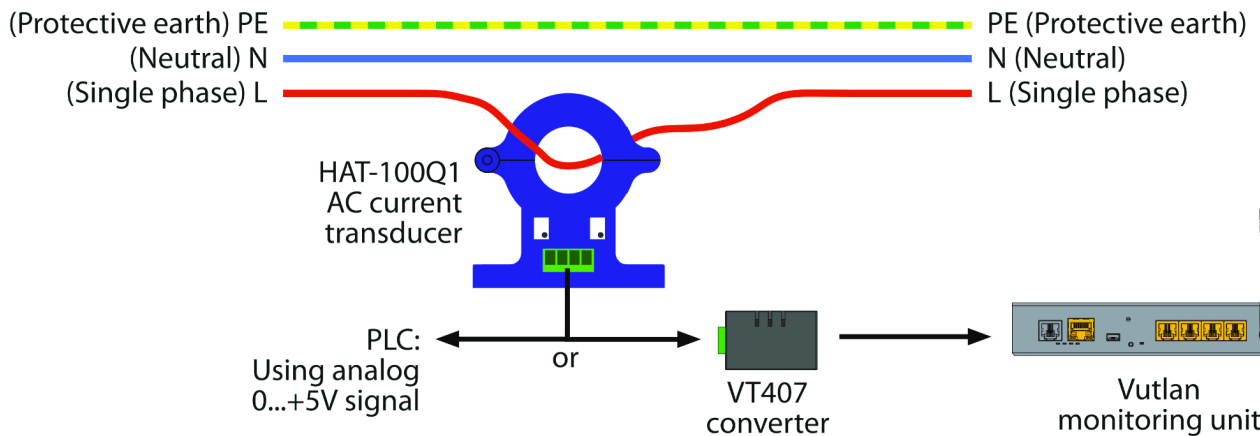 (Protective earth) PE
PE (Protective earth)
(Neutral) N
N (Neutral)
(Single phase) L
L (Single phase)
HAT-100Q1
AC current
transducer
PLC:
Using analog
0...+5V signal
or
VT407
converter
Vutlan
monitoring unit